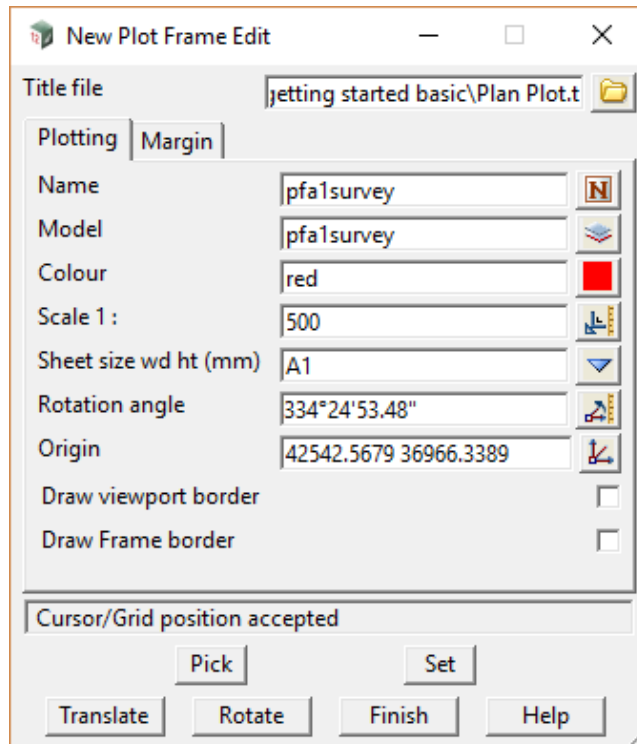 New Plot Frame Edit
Title file getting started basic\Plan Plot.t
Plotting Margin
Name pfa1survey N
Model pfa1survey
Colour red
Scale 1 : 500
Sheet size wd ht (mm) A1
Rotation angle 334°24'53.48"
Origin 42542.5679 36966.3389
Draw viewport border
Draw Frame border
Cursor/Grid position accepted
Pick Set
Translate Rotate Finish Help